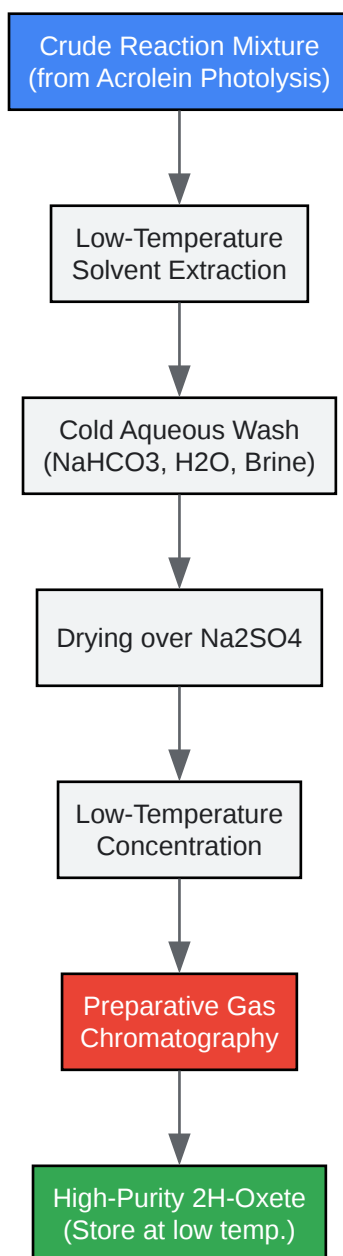 Crude Reaction Mixture
(from Acrolein Photolysis)
Low-Temperature
Solvent Extraction
Cold Aqueous Wash
(NaHCO3, H2O, Brine)
Drying over Na2SO4
Low-Temperature
Concentration
Preparative Gas
Chromatography
High-Purity 2H-Oxete
(Store at low temp.)